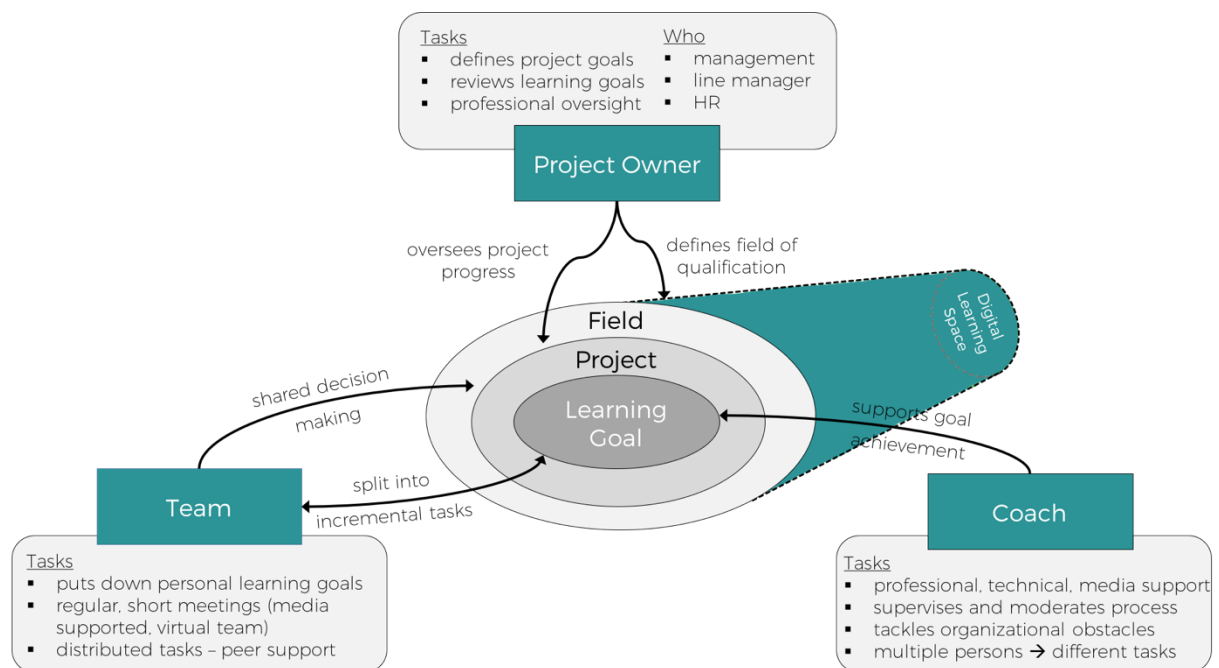 Tasks
▪ defines project goals
▪ reviews learning goals
▪ professional oversight
Who
▪ management
▪ line manager
▪ HR
Project Owner
oversees project
progress
defines field of
qualification
Digital
Learning
Space
Field
Project
Learning
Goal
shared decision
making
split into
incremental tasks
supports goal
achievement
Team
Tasks
▪ puts down personal learning goals
▪ regular, short meetings (media
supported, virtual team)
▪ distributed tasks – peer support
Coach
Tasks
▪ professional, technical, media support
▪ supervises and moderates process
▪ tackles organizational obstacles
▪ multiple persons → different tasks